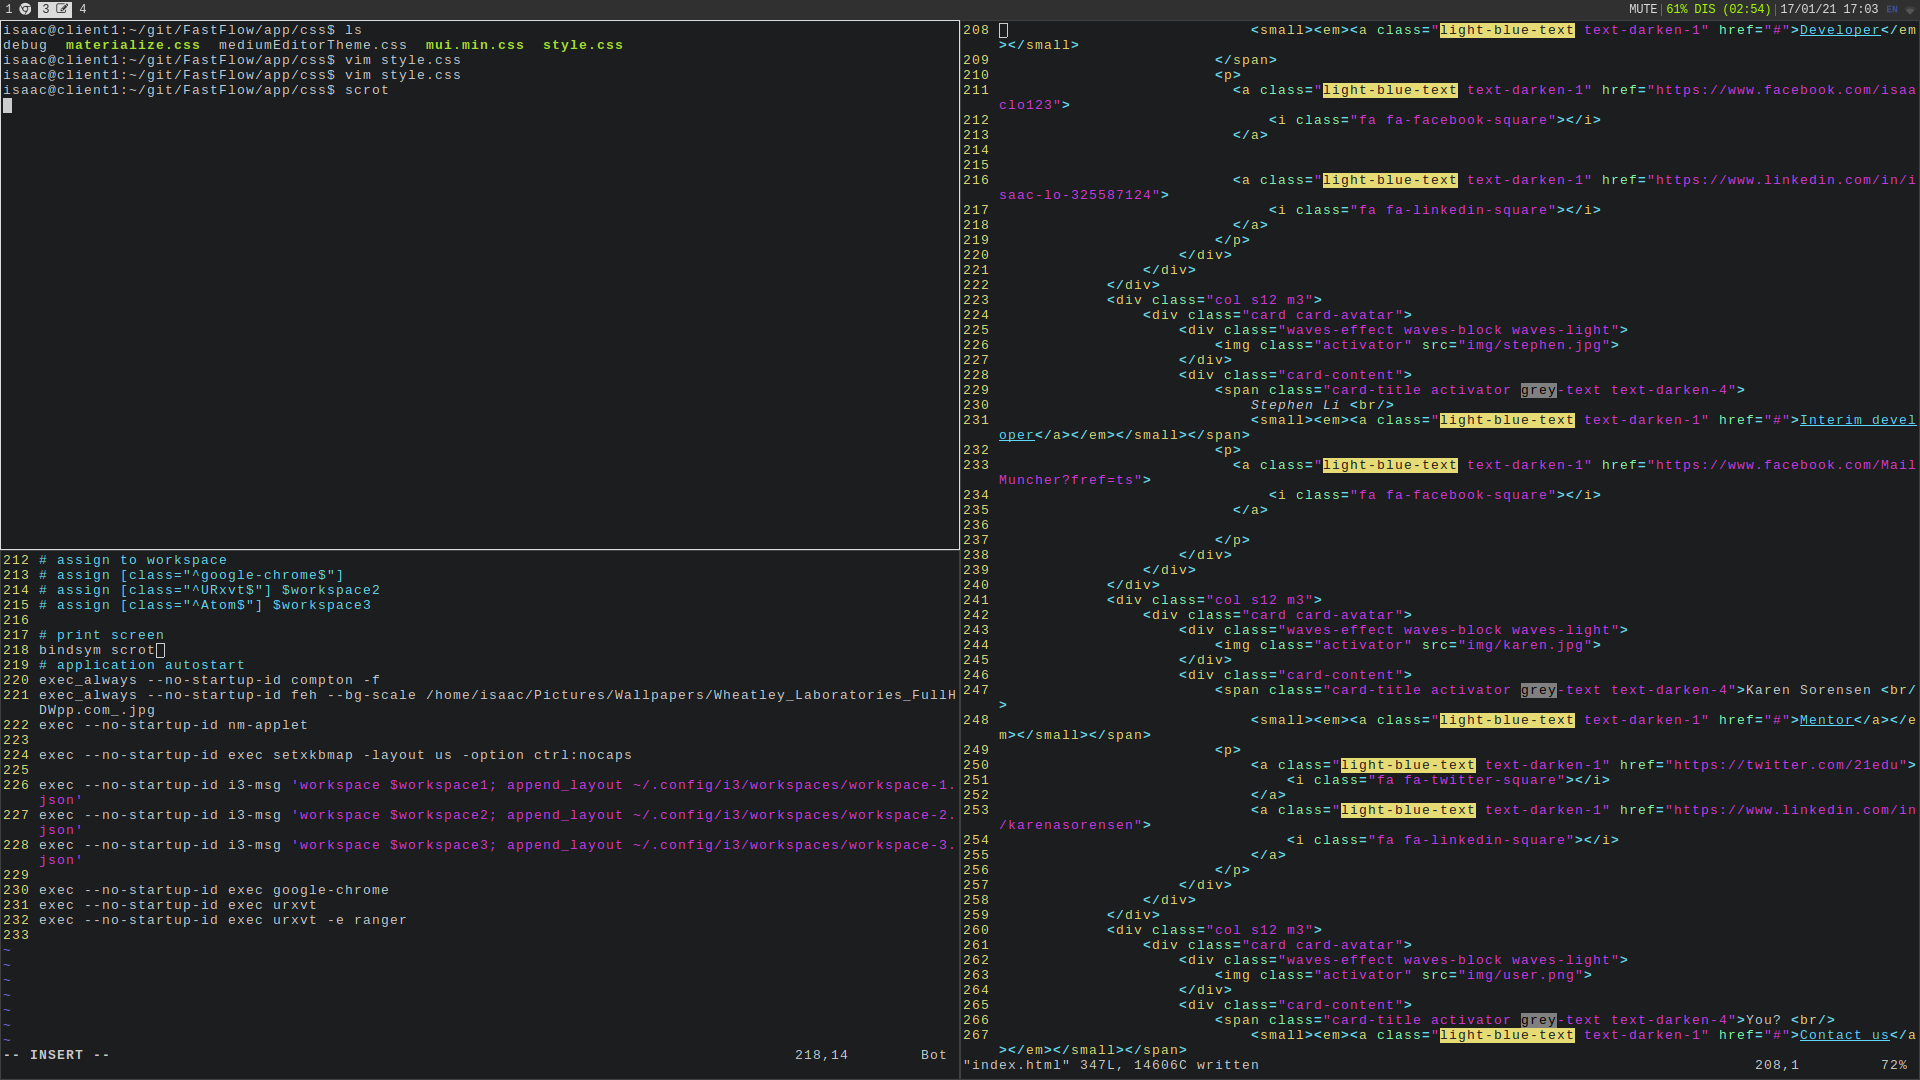 1 3 4 MUTE| 61% DIS (02:54)| 17/01/21 17:03 EN
isaac@client1:~/git/FastFlow/app/css$ ls
debug  materialize.css  mediumEditorTheme.css  mui.min.css  style.css
isaac@client1:~/git/FastFlow/app/css$ vim style.css
isaac@client1:~/git/FastFlow/app/css$ vim style.css
isaac@client1:~/git/FastFlow/app/css$ scrot
212 # assign to workspace
213 # assign [class="^google-chrome$"]
214 # assign [class="^URxvt$"] $workspace2
215 # assign [class="^Atom$"] $workspace3
216
217 # print screen
218 bindsym scrot
219 # application autostart
220 exec_always --no-startup-id compton -f
221 exec_always --no-startup-id feh --bg-scale /home/isaac/Pictures/Wallpapers/Wheatley_Laboratories_FullH
DWpp.com_.jpg
222 exec --no-startup-id nm-applet
223
224 exec --no-startup-id exec setxkbmap -layout us -option ctrl:nocaps
225
226 exec --no-startup-id i3-msg 'workspace $workspace1; append_layout ~/.config/i3/workspaces/workspace-1.
json'
227 exec --no-startup-id i3-msg 'workspace $workspace2; append_layout ~/.config/i3/workspaces/workspace-2.
json'
228 exec --no-startup-id i3-msg 'workspace $workspace3; append_layout ~/.config/i3/workspaces/workspace-3.
json'
229
230 exec --no-startup-id exec google-chrome
231 exec --no-startup-id exec urxvt
232 exec --no-startup-id exec urxvt -e ranger
233
~
~
~
~
~
~
~
-- INSERT -- 218,14 Bot
208 <small><em><a class="light-blue-text text-darken-1" href="#">Developer</em
></small>
209 </span>
210 <p>
211 <a class="light-blue-text text-darken-1" href="https://www.facebook.com/isaa
clo123">
212 <i class="fa fa-facebook-square"></i>
213 </a>
214
215
216 <a class="light-blue-text text-darken-1" href="https://www.linkedin.com/in/i
saac-lo-325587124">
217 <i class="fa fa-linkedin-square"></i>
218 </a>
219 </p>
220 </div>
221 </div>
222 </div>
223 <div class="col s12 m3">
224 <div class="card card-avatar">
225 <div class="waves-effect waves-block waves-light">
226 <img class="activator" src="img/stephen.jpg">
227 </div>
228 <div class="card-content">
229 <span class="card-title activator grey-text text-darken-4">
230 Stephen Li <br/>
231 <small><em><a class="light-blue-text text-darken-1" href="#">Interim devel
oper</a></em></small></span>
232 <p>
233 <a class="light-blue-text text-darken-1" href="https://www.facebook.com/Mail
Muncher?fref=ts">
234 <i class="fa fa-facebook-square"></i>
235 </a>
236
237 </p>
238 </div>
239 </div>
240 </div>
241 <div class="col s12 m3">
242 <div class="card card-avatar">
243 <div class="waves-effect waves-block waves-light">
244 <img class="activator" src="img/karen.jpg">
245 </div>
246 <div class="card-content">
247 <span class="card-title activator grey-text text-darken-4">Karen Sorensen <br/
>
248 <small><em><a class="light-blue-text text-darken-1" href="#">Mentor</a></e
m></small></span>
249 <p>
250 <a class="light-blue-text text-darken-1" href="https://twitter.com/21edu">
251 <i class="fa fa-twitter-square"></i>
252 </a>
253 <a class="light-blue-text text-darken-1" href="https://www.linkedin.com/in
/karenasorensen">
254 <i class="fa fa-linkedin-square"></i>
255 </a>
256 </p>
257 </div>
258 </div>
259 </div>
260 <div class="col s12 m3">
261 <div class="card card-avatar">
262 <div class="waves-effect waves-block waves-light">
263 <img class="activator" src="img/user.png">
264 </div>
265 <div class="card-content">
266 <span class="card-title activator grey-text text-darken-4">You? <br/>
267 <small><em><a class="light-blue-text text-darken-1" href="#">Contact us</a
></em></small></span>
"index.html" 347L, 14606C written 208,1 72%